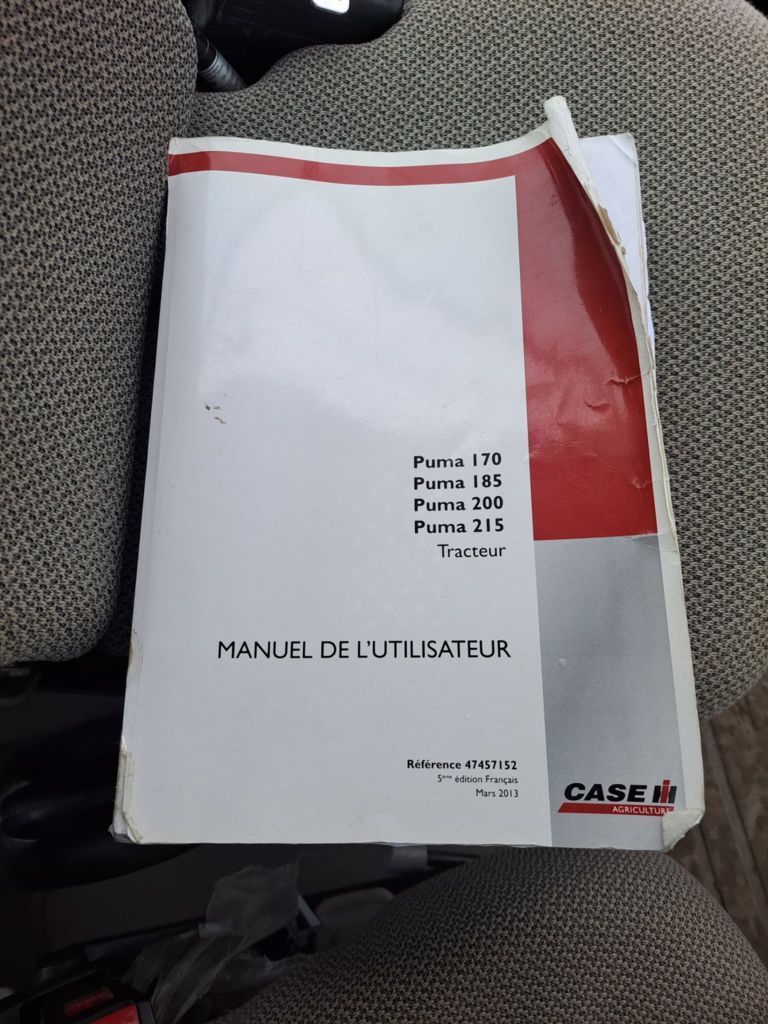 Puma 170
Puma 185
Puma 200
Puma 215
Tracteur
MANUEL DE L'UTILISATEUR
Référence 47457152
5ème édition Français
Mars 2013
CASE IH
AGRICULTURE